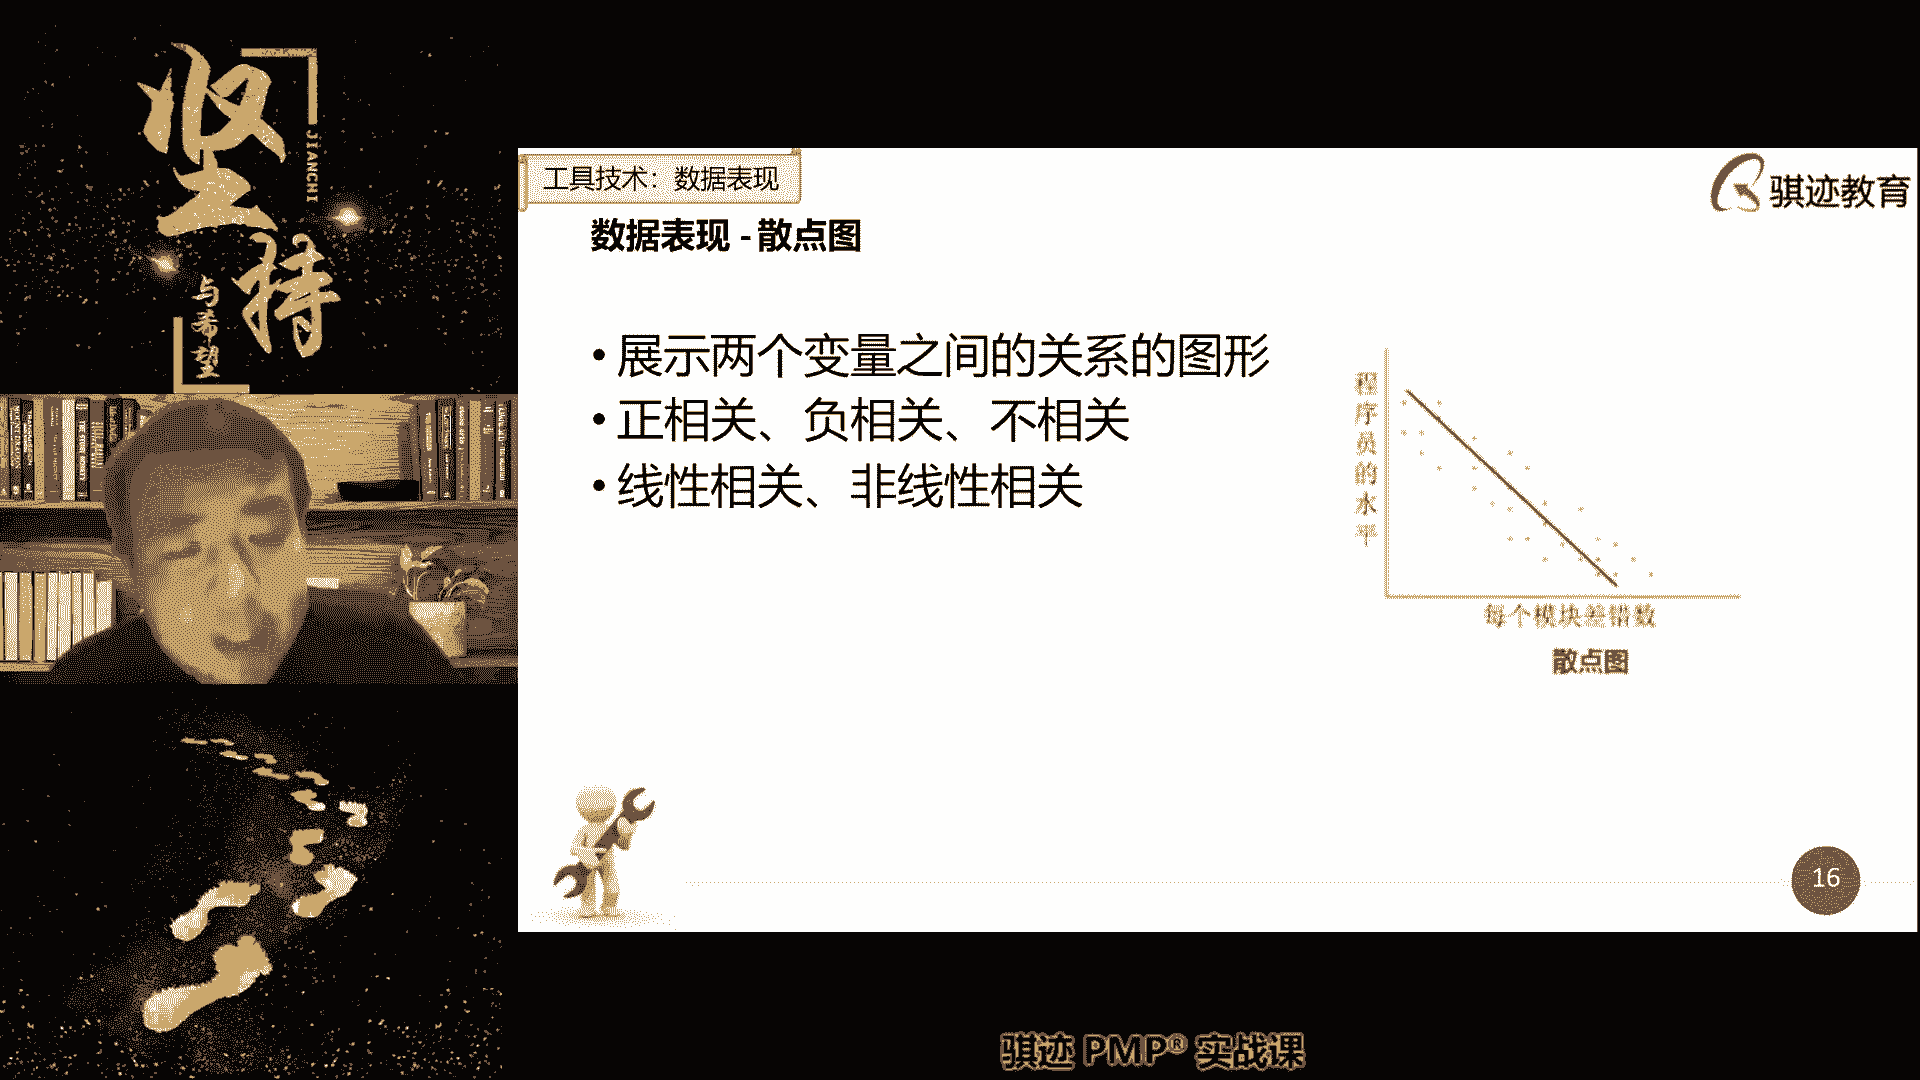 坚持
JIANCHI
与希望
工具技术：数据表现
骐迹教育
数据表现 - 散点图
• 展示两个变量之间的关系的图形
• 正相关、负相关、不相关
• 线性相关、非线性相关
程序员的水平
每个模块差错数
散点图
16
骐迹 PMP® 实战课